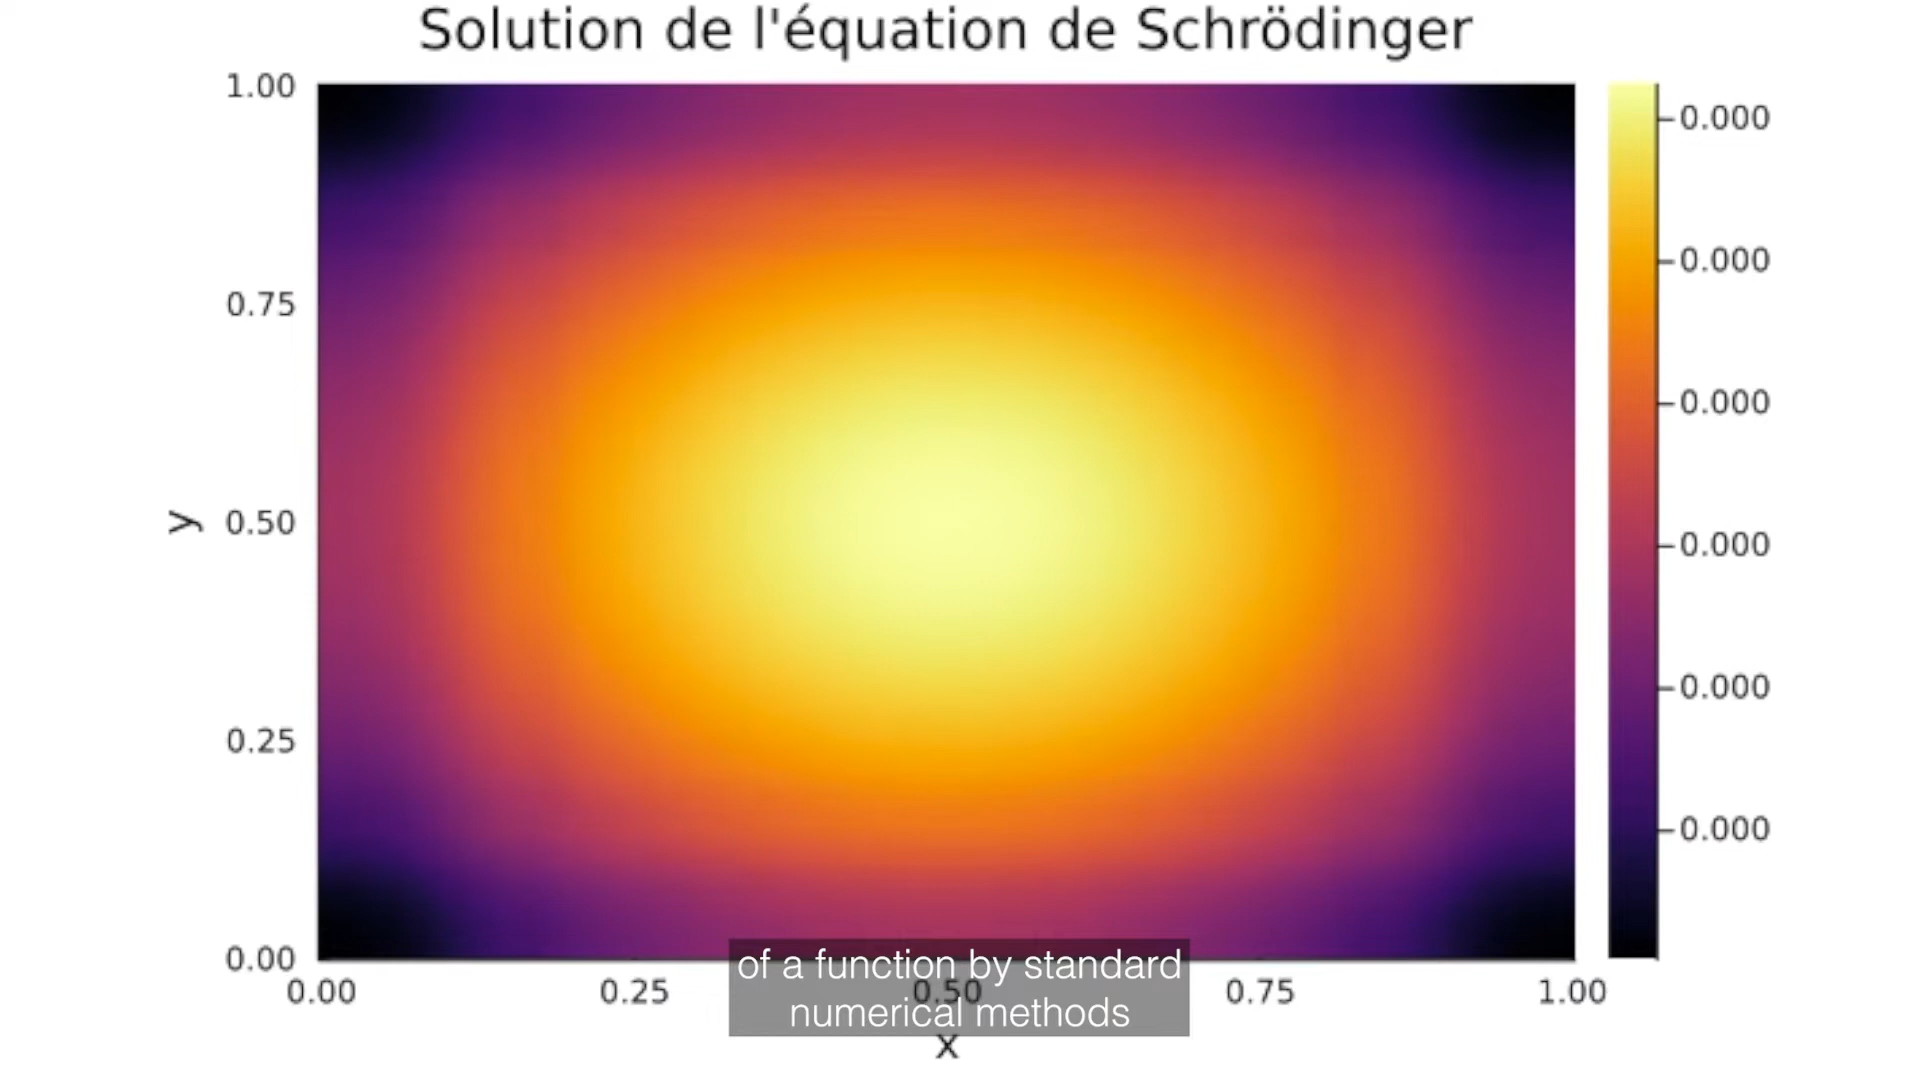 Solution de l'équation de Schrödinger
1.00
0.75
y
0.50
0.25
0.00
0.00 0.25 0.50 0.75 1.00
x
0.000
0.000
0.000
0.000
0.000
0.000
of a function by standard
numerical methods